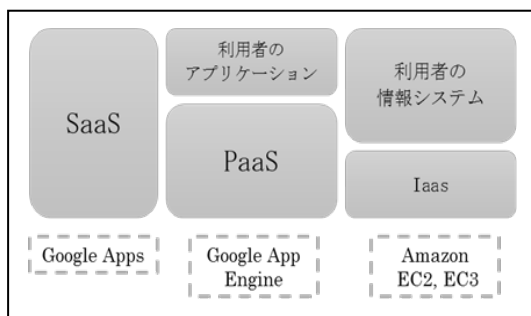 SaaS
利用者の
アプリケーション
PaaS
利用者の
情報システム
Iaas
Google Apps
Google App
Engine
Amazon
EC2, EC3